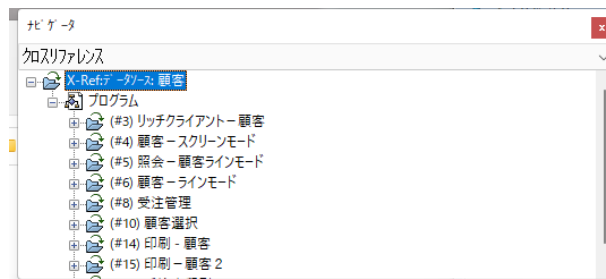 ﾅﾋﾞｹﾞｰﾀ
x
ｸﾛｽﾘﾌｧﾚﾝｽ
X-Ref:ﾃﾞｰﾀｿｰｽ: 顧客
プログラム
(#3) リッチクライアント－顧客
(#4) 顧客－スクリーンモード
(#5) 照会－顧客ラインモード
(#6) 顧客－ラインモード
(#8) 受注管理
(#10) 顧客選択
(#14) 印刷 - 顧客
(#15) 印刷－顧客２